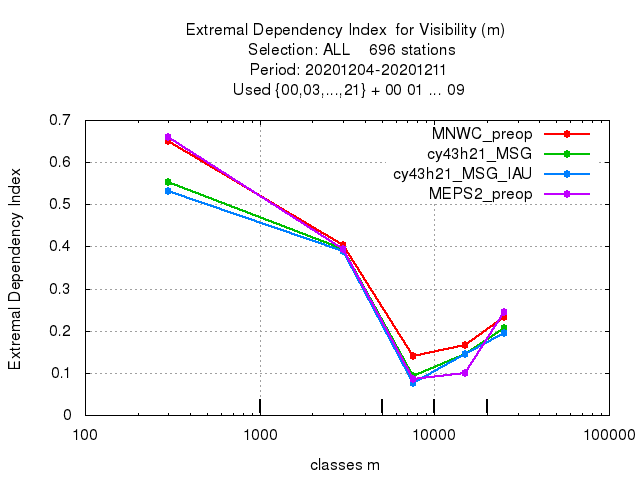 Extremal Dependency Index  for Visibility (m)
Selection: ALL    696 stations
Period: 20201204-20201211
Used {00,03,...,21} + 00 01 ... 09
Extremal Dependency Index
0.7
0.6
0.5
0.4
0.3
0.2
0.1
0
MNWC_preop
cy43h21_MSG
cy43h21_MSG_IAU
MEPS2_preop
100
1000
10000
100000
classes m